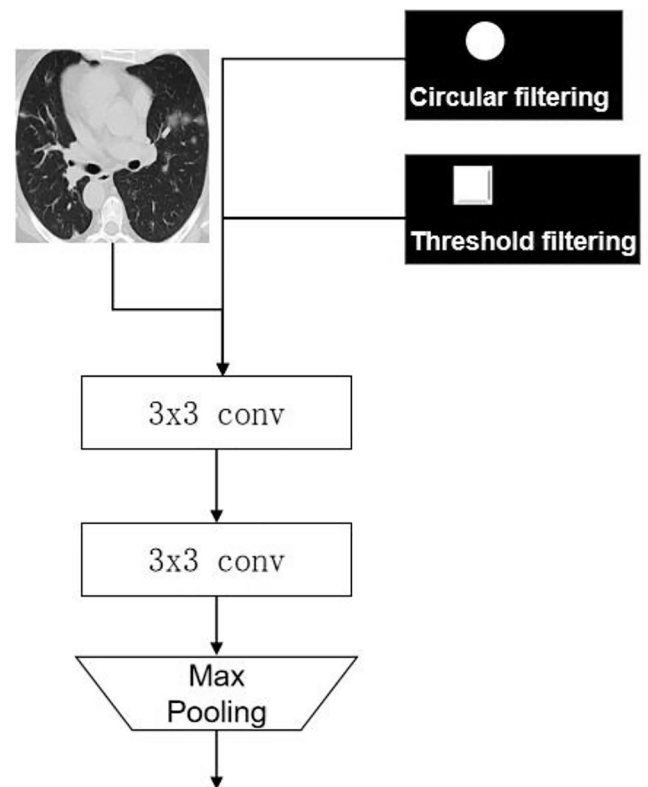 Circular filtering
Threshold filtering
3x3 conv
3x3 conv
Max
Pooling